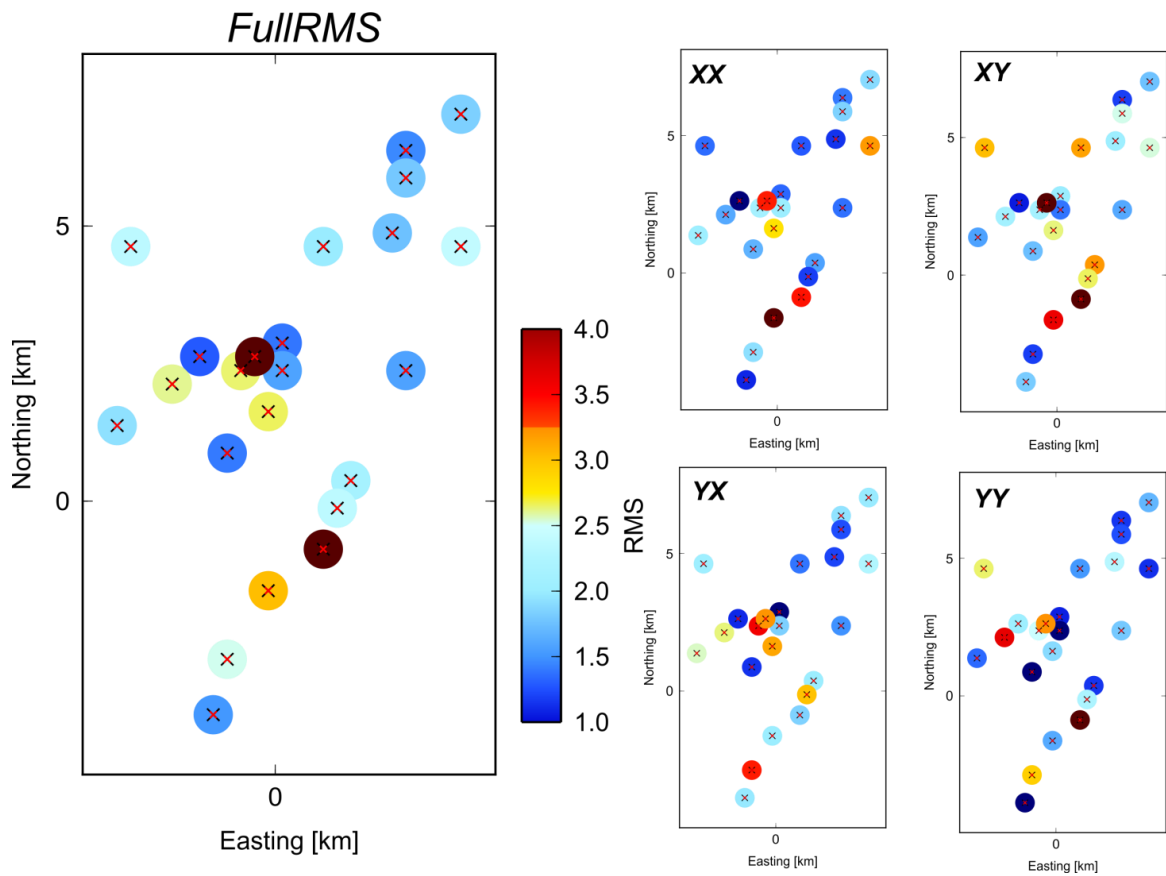 FullRMS
5
0
Northing [km]
0
Easting [km]
4.0
3.5
3.0
2.5
2.0
1.5
1.0
RMS
XX
5
0
Northing [km]
0
Easting [km]
XY
5
0
Northing [km]
0
Easting [km]
YX
5
0
Northing [km]
0
Easting [km]
YY
5
0
Northing [km]
0
Easting [km]